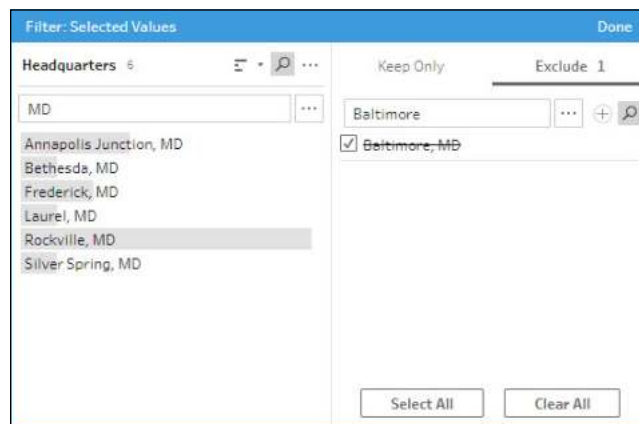 Filter: Selected Values
Done
Headquarters 6
MD
Annapolis Junction, MD
Bethesda, MD
Frederick, MD
Laurel, MD
Rockville, MD
Silver Spring, MD
Keep Only
Exclude 1
Baltimore
Baltimore, MD
Select All
Clear All